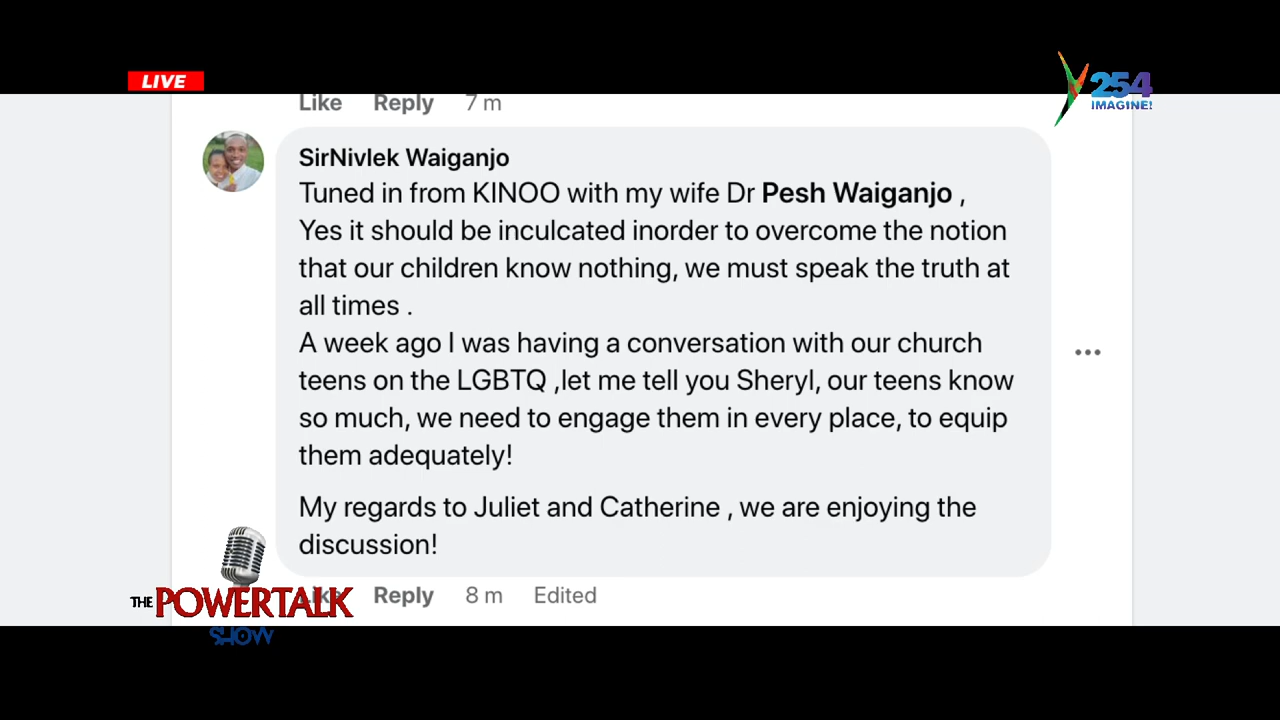 LIVE
Y254
IMAGINE!
Like Reply 7 m
SirNivlek Waiganjo
Tuned in from KINOO with my wife Dr Pesh Waiganjo ,
Yes it should be inculcated inorder to overcome the notion
that our children know nothing, we must speak the truth at
all times .
A week ago I was having a conversation with our church
teens on the LGBTQ ,let me tell you Sheryl, our teens know
so much, we need to engage them in every place, to equip
them adequately!
My regards to Juliet and Catherine , we are enjoying the
discussion!
Like Reply 8 m Edited
THE POWERTALK
SHOW